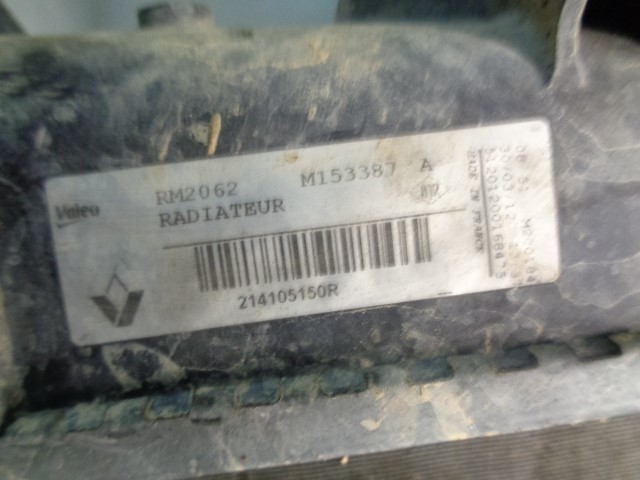 Valeo
RM2062 M153387 A
RADIATEUR
214105150R
MADE IN FRANCE